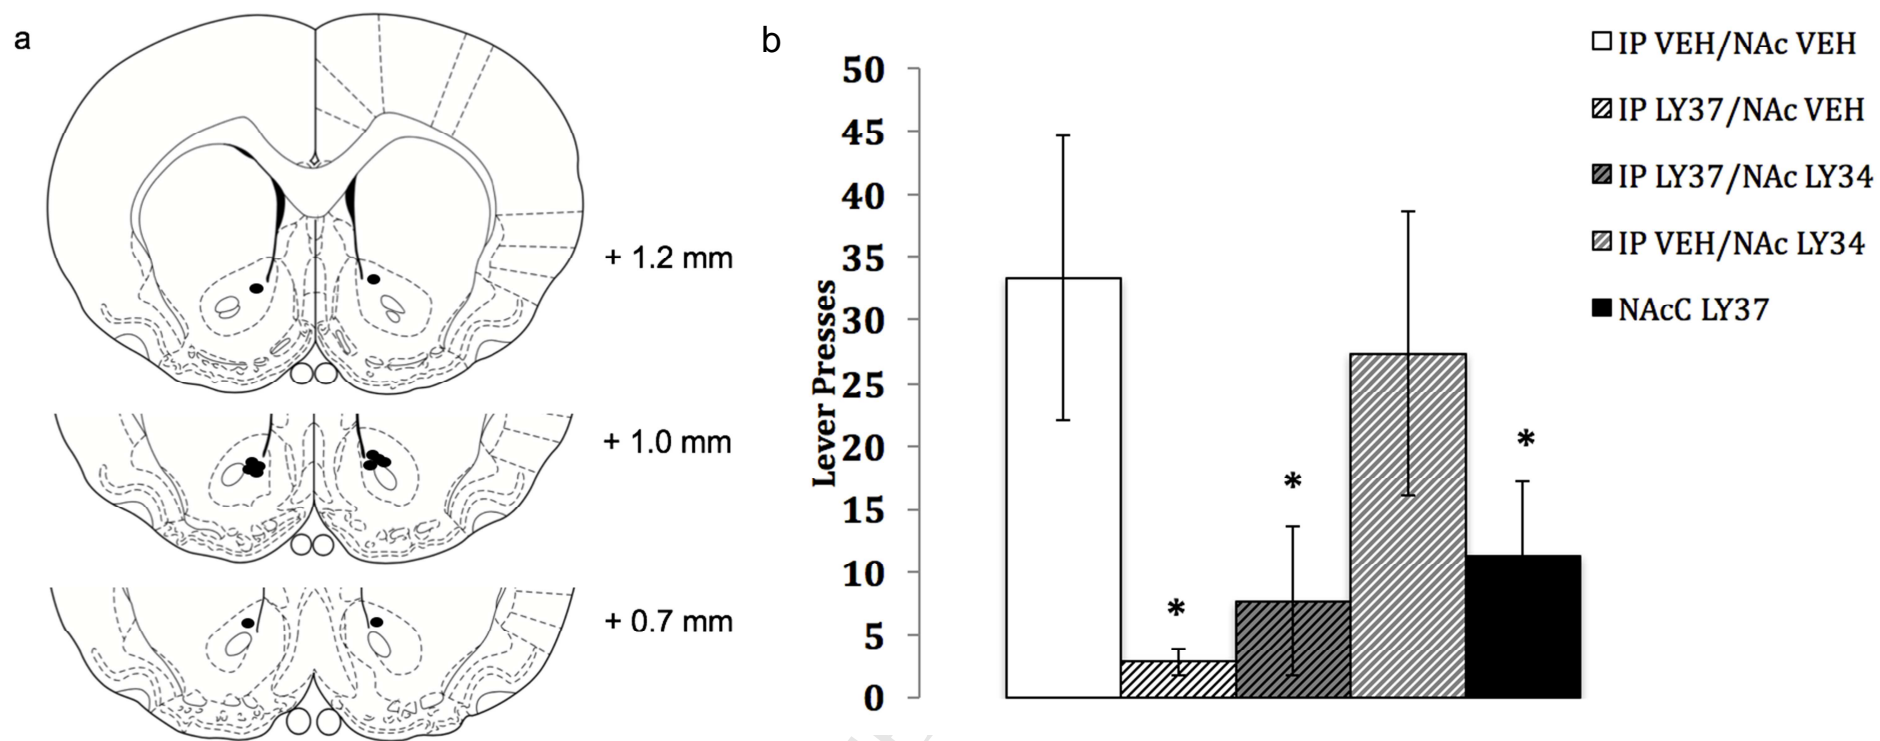 a
+ 1.2 mm
+ 1.0 mm
+ 0.7 mm
b
Lever Presses
50
45
40
35
30
25
20
15
10
5
0
*
*
*
IP VEH/NAc VEH
IP LY37/NAc VEH
IP LY37/NAc LY34
IP VEH/NAc LY34
NAcC LY37